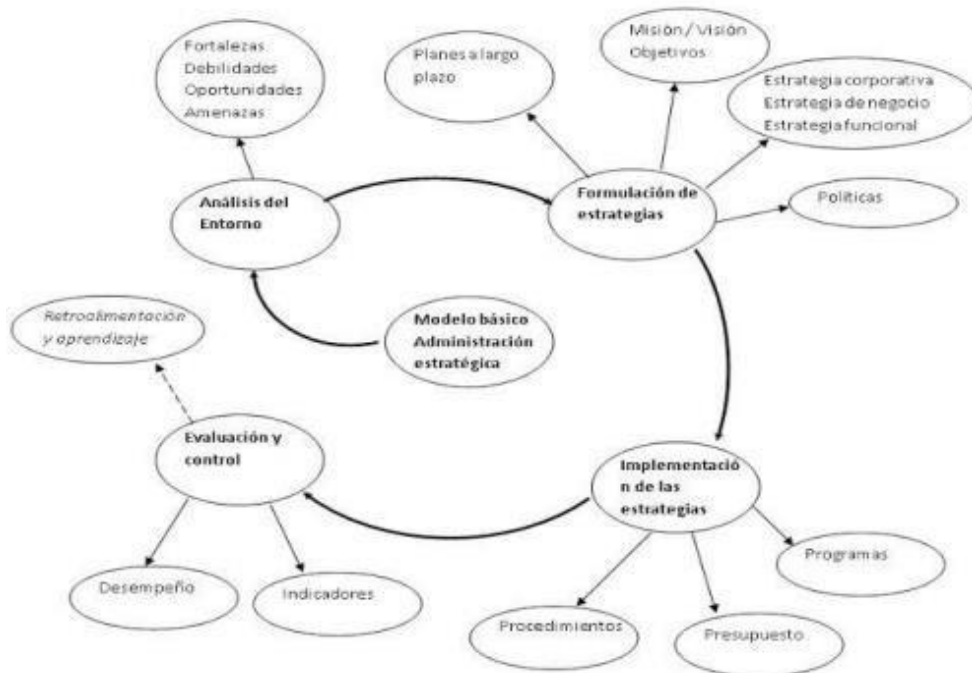 Fortalezas
Debilidades
Oportunidades
Amenazas
Planes a largo
plazo
Misión / Visión
Objetivos
Estrategia corporativa
Estrategia de negocio
Estrategia funcional
Análisis del
Entorno
Formulación de
estrategias
Políticas
Retroalimentación
y aprendizaje
Modelo básico
Administración
estratégica
Evaluación y
control
Implementació
n de las
estrategias
Programas
Desempeño
Indicadores
Procedimientos
Presupuesto